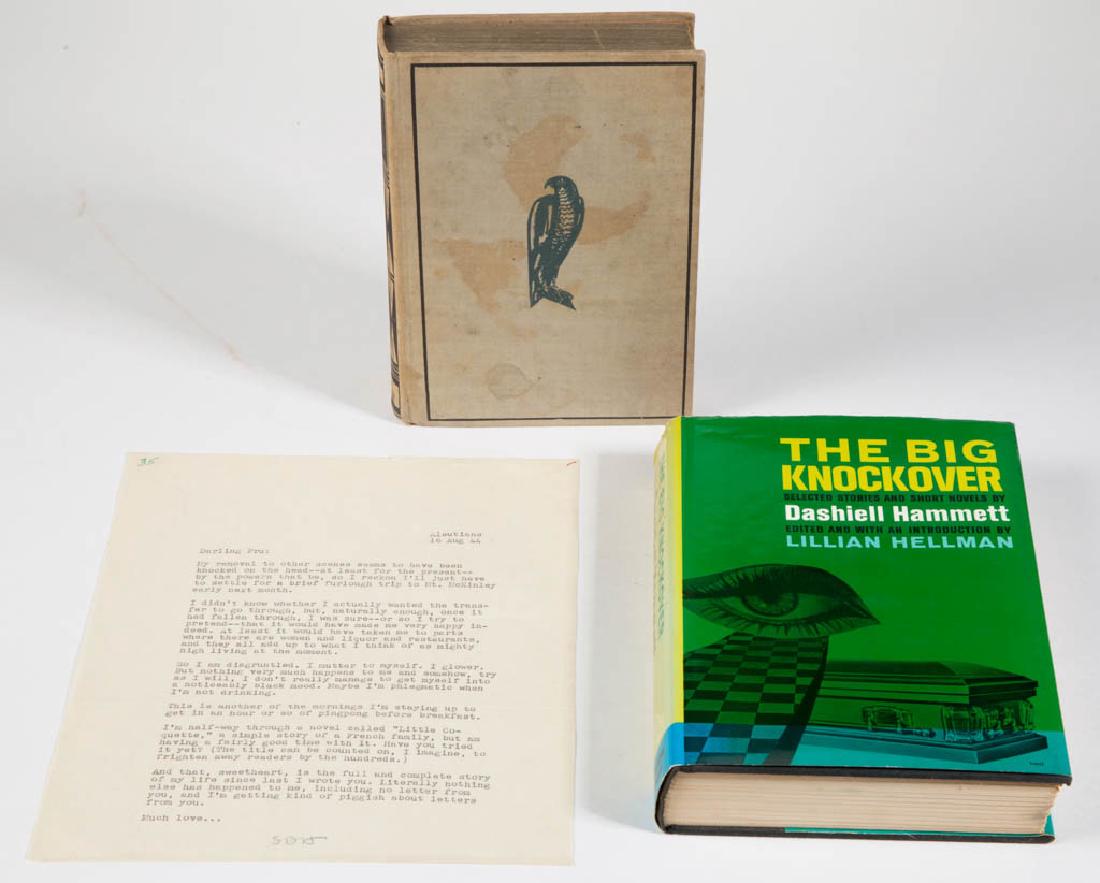 35
Aleutians
16 Aug 44
Darling Pru:
My removal to other scenes seems to have been
knocked on the head--at least for the present--
by the powers that be, so I reckon I'll just have
to settle for a brief furlough trip to Mt. McKinley
early next month.
I didn't know whether I actually wanted the trans-
fer to go through, but, naturally enough, once it
had fallen through, I was sure--or so I try to
pretend--that it would have made me very happy in-
deed. At least it would have taken me to parts
where there are women and liquor and restaurants,
and they all add up to what I think of as mighty
high living at the moment.
So I am disgruntled. I mutter to myself. I glower.
But nothing very much happens to me and somehow, try
as I will, I don't really manage to get myself into
a noticeably black mood. Maybe I'm phlegmatic when
I'm not drinking.
This is another of the mornings I'm staying up to
get in an hour or so of pingpong before breakfast.
I'm half-way through a novel called "Little Co-
quette," a simple story of a French family, but am
having a fairly good time with it. Have you tried
it yet? (The title can be counted on, I imagine, to
frighten away readers by the hundreds.)
And that, sweetheart, is the full and complete story
of my life since last I wrote you. Literally nothing
else has happened to me, including no letter from
you, and I'm getting kind of piggish about letters
from you.
Much love...
THE BIG
KNOCKOVER
SELECTED STORIES AND SHORT NOVELS BY
Dashiell Hammett
EDITED AND WITH AN INTRODUCTION BY
LILLIAN HELLMAN